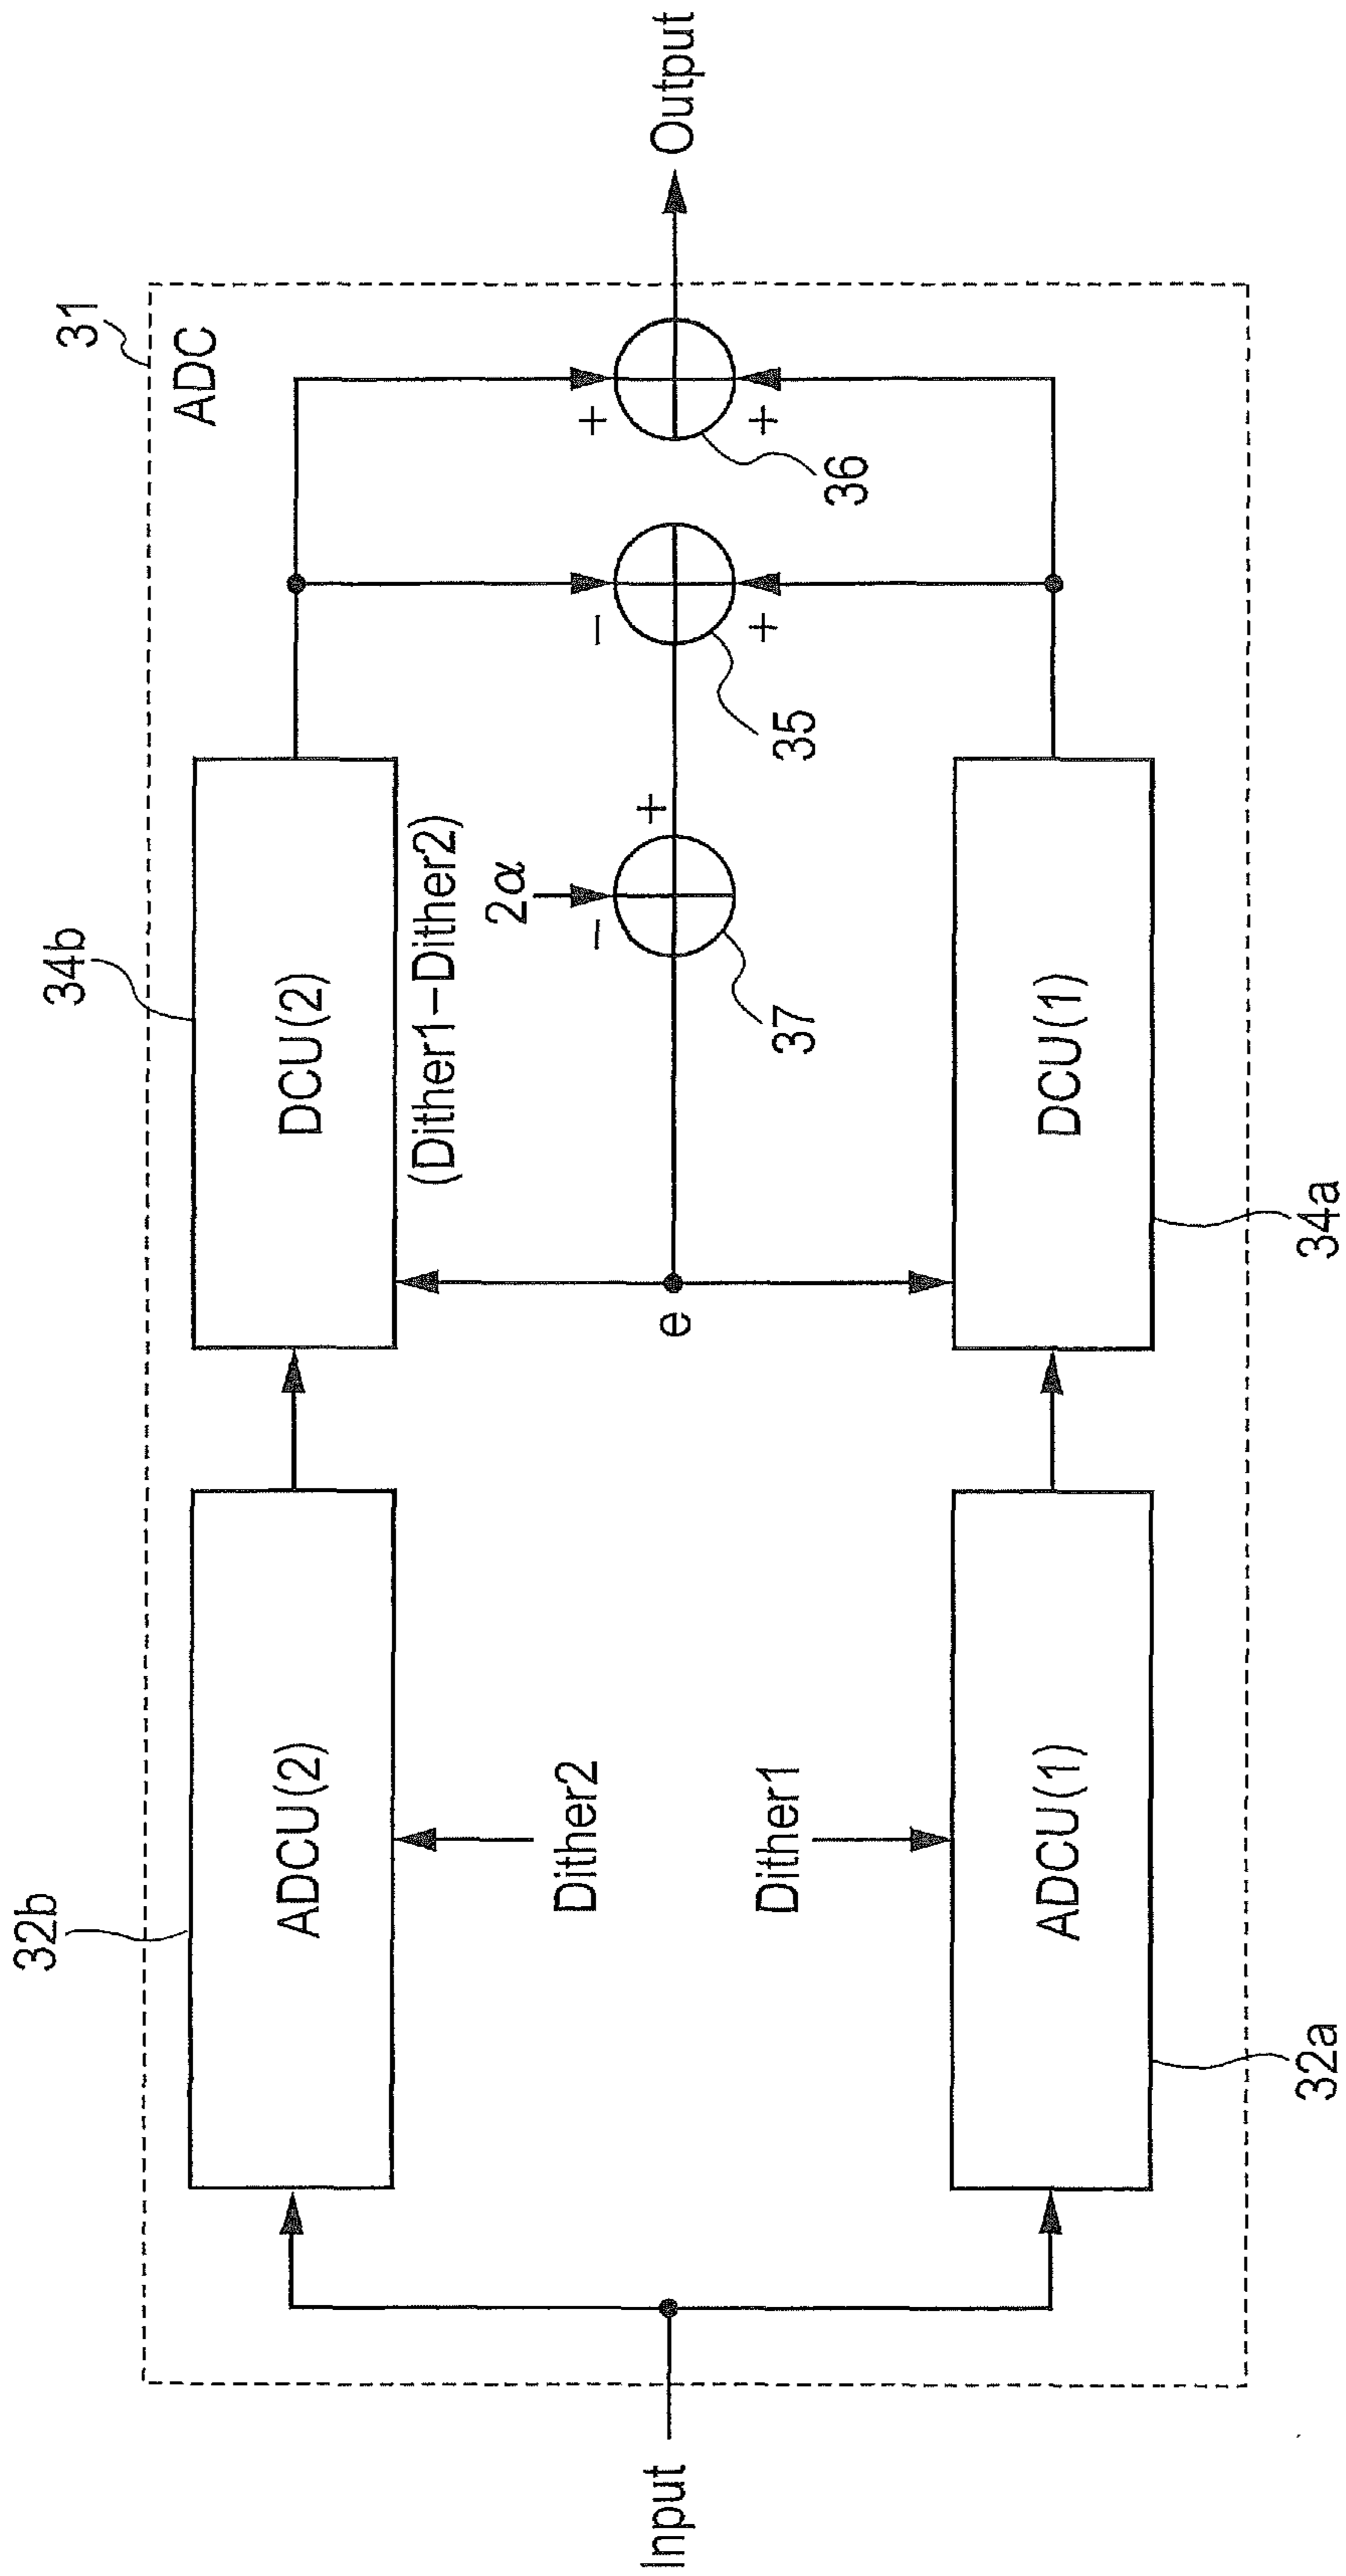 31
ADC
32b
ADCU(2)
34b
DCU(2)
(Dither1−Dither2)
2α
−
+
−
+
+
+
Output
37
35
36
e
Input
Dither2
Dither1
ADCU(1)
32a
DCU(1)
34a